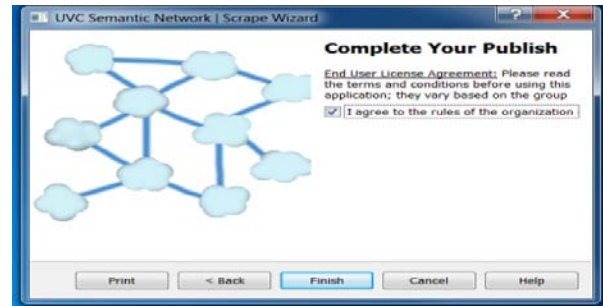 UVC Semantic Network | Scrape Wizard
Complete Your Publish
End User License Agreement: Please read
the terms and conditions before using this
application; they vary based on the group
I agree to the rules of the organization
Print
< Back
Finish
Cancel
Help